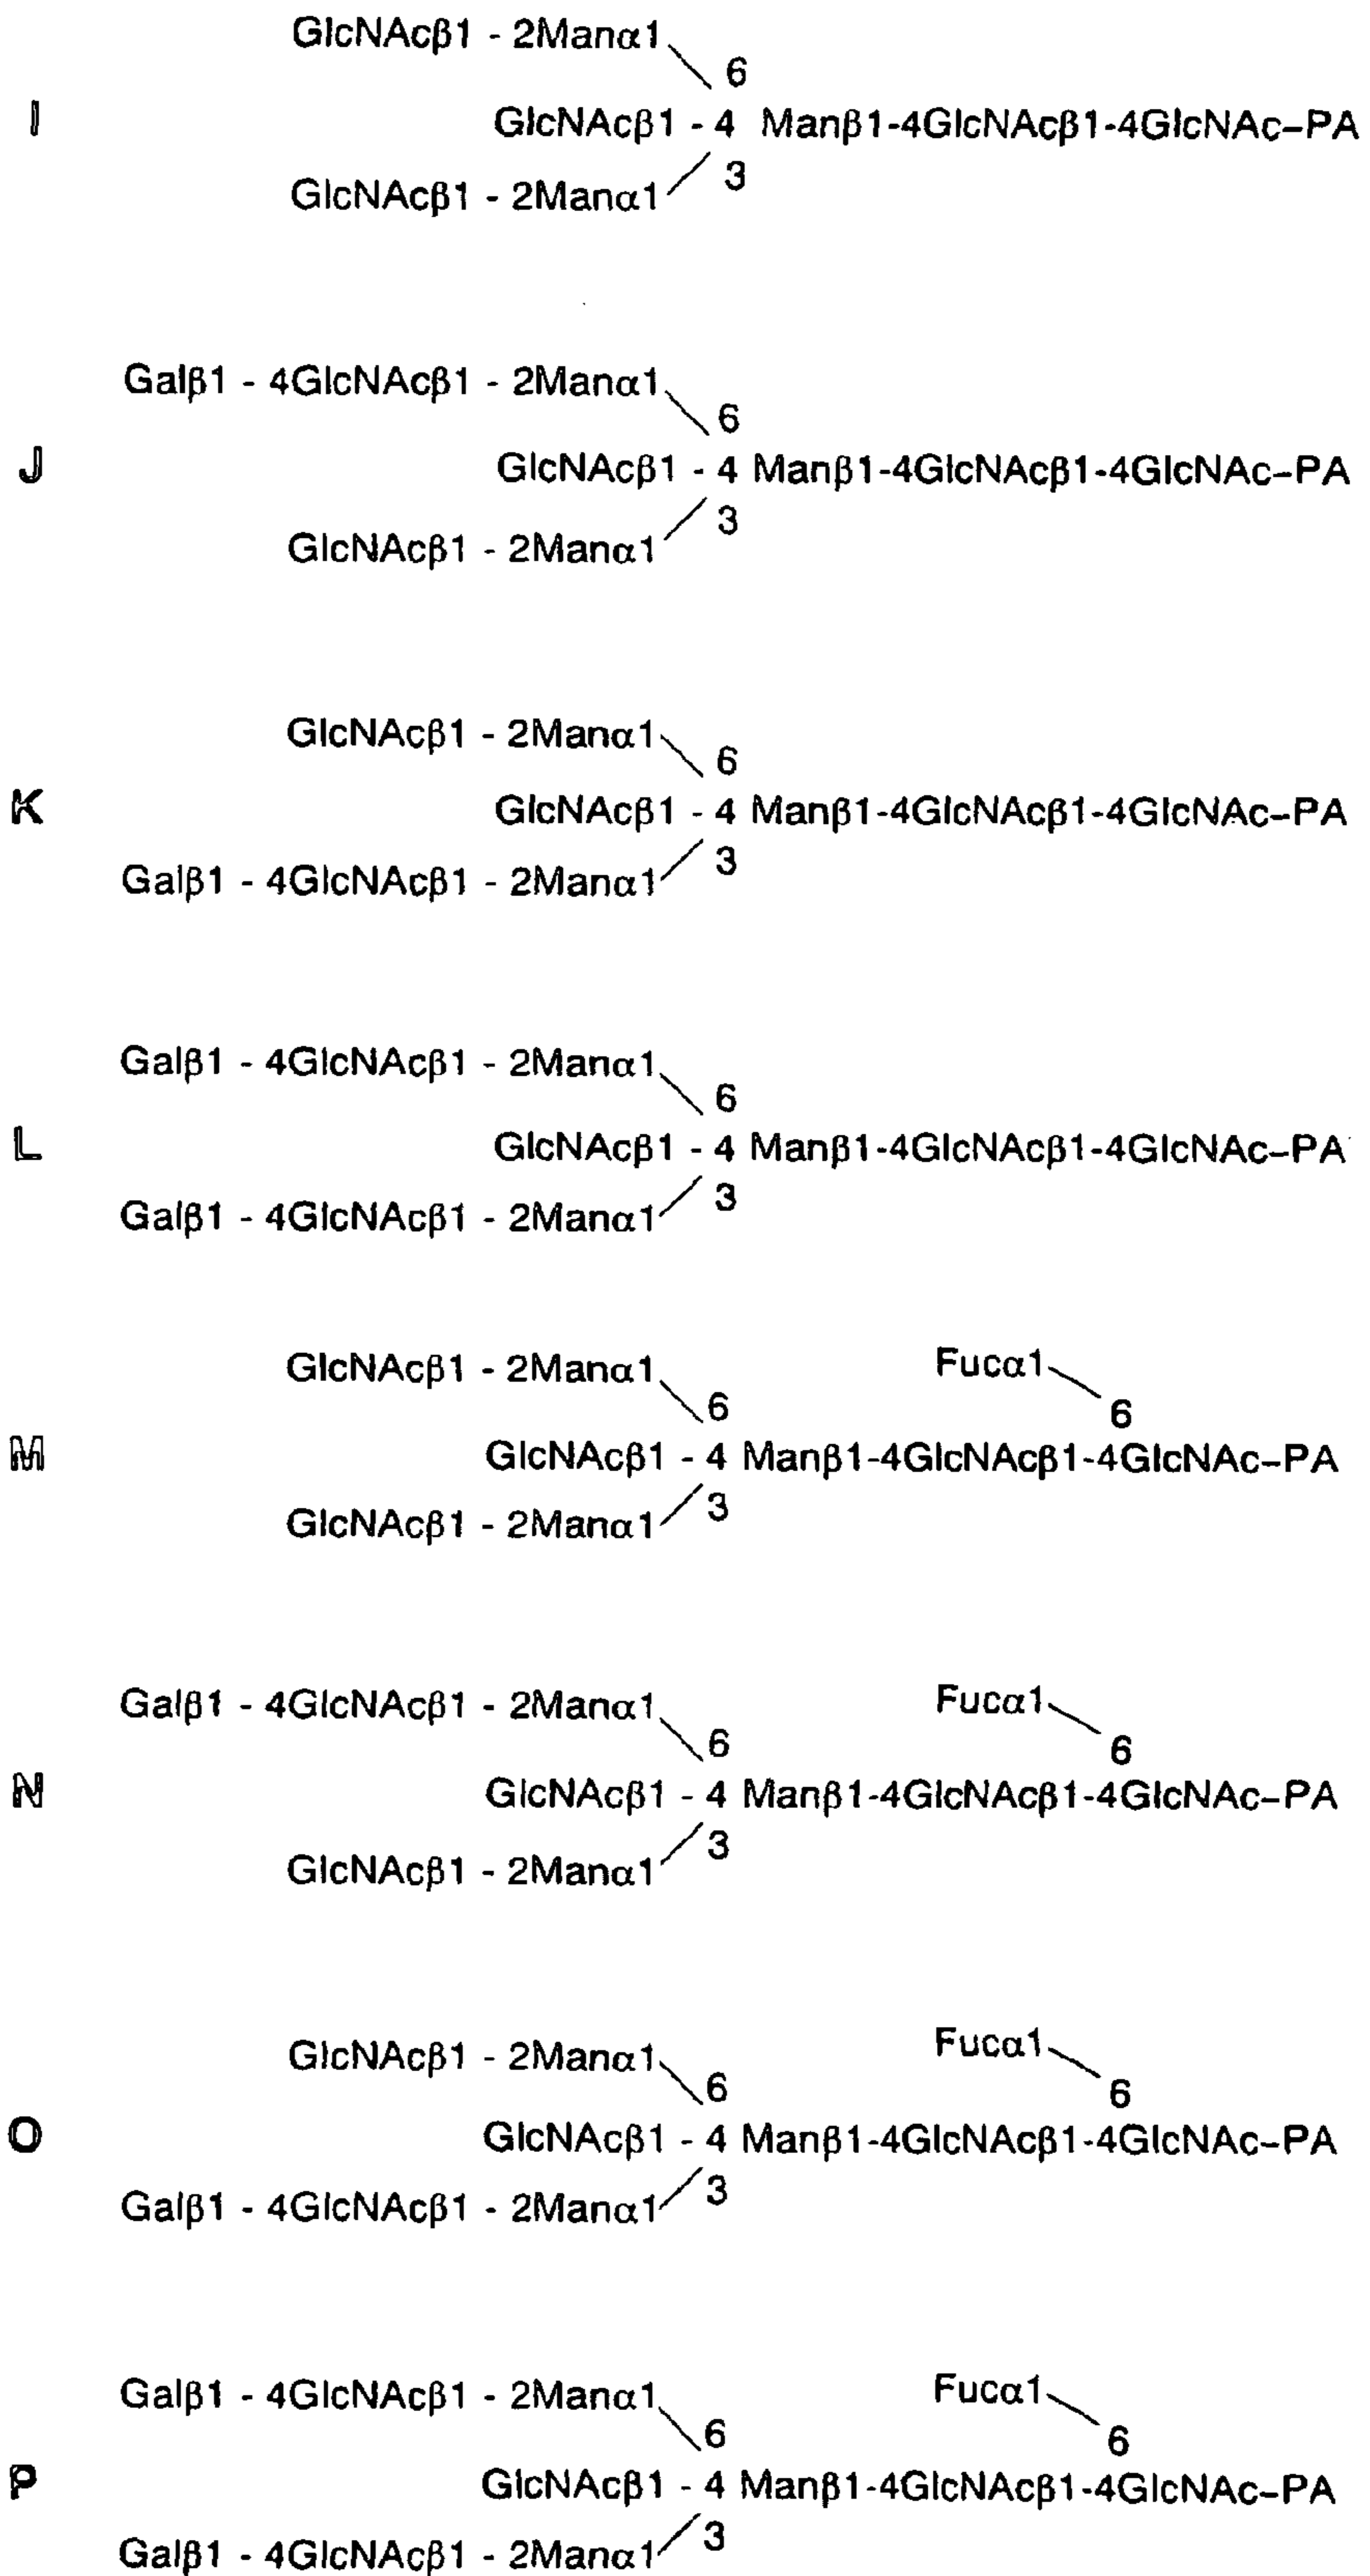 GlcNAcβ1 - 2Manα1
6
I GlcNAcβ1 - 4 Manβ1-4GlcNAcβ1-4GlcNAc-PA
3
GlcNAcβ1 - 2Manα1
Galβ1 - 4GlcNAcβ1 - 2Manα1
6
J GlcNAcβ1 - 4 Manβ1-4GlcNAcβ1-4GlcNAc-PA
3
GlcNAcβ1 - 2Manα1
GlcNAcβ1 - 2Manα1
6
K GlcNAcβ1 - 4 Manβ1-4GlcNAcβ1-4GlcNAc-PA
3
Galβ1 - 4GlcNAcβ1 - 2Manα1
Galβ1 - 4GlcNAcβ1 - 2Manα1
6
L GlcNAcβ1 - 4 Manβ1-4GlcNAcβ1-4GlcNAc-PA
3
Galβ1 - 4GlcNAcβ1 - 2Manα1
GlcNAcβ1 - 2Manα1 Fucα1
6 6
M GlcNAcβ1 - 4 Manβ1-4GlcNAcβ1-4GlcNAc-PA
3
GlcNAcβ1 - 2Manα1
Galβ1 - 4GlcNAcβ1 - 2Manα1 Fucα1
6 6
N GlcNAcβ1 - 4 Manβ1-4GlcNAcβ1-4GlcNAc-PA
3
GlcNAcβ1 - 2Manα1
GlcNAcβ1 - 2Manα1 Fucα1
6 6
O GlcNAcβ1 - 4 Manβ1-4GlcNAcβ1-4GlcNAc-PA
3
Galβ1 - 4GlcNAcβ1 - 2Manα1
Galβ1 - 4GlcNAcβ1 - 2Manα1 Fucα1
6 6
P GlcNAcβ1 - 4 Manβ1-4GlcNAcβ1-4GlcNAc-PA
3
Galβ1 - 4GlcNAcβ1 - 2Manα1